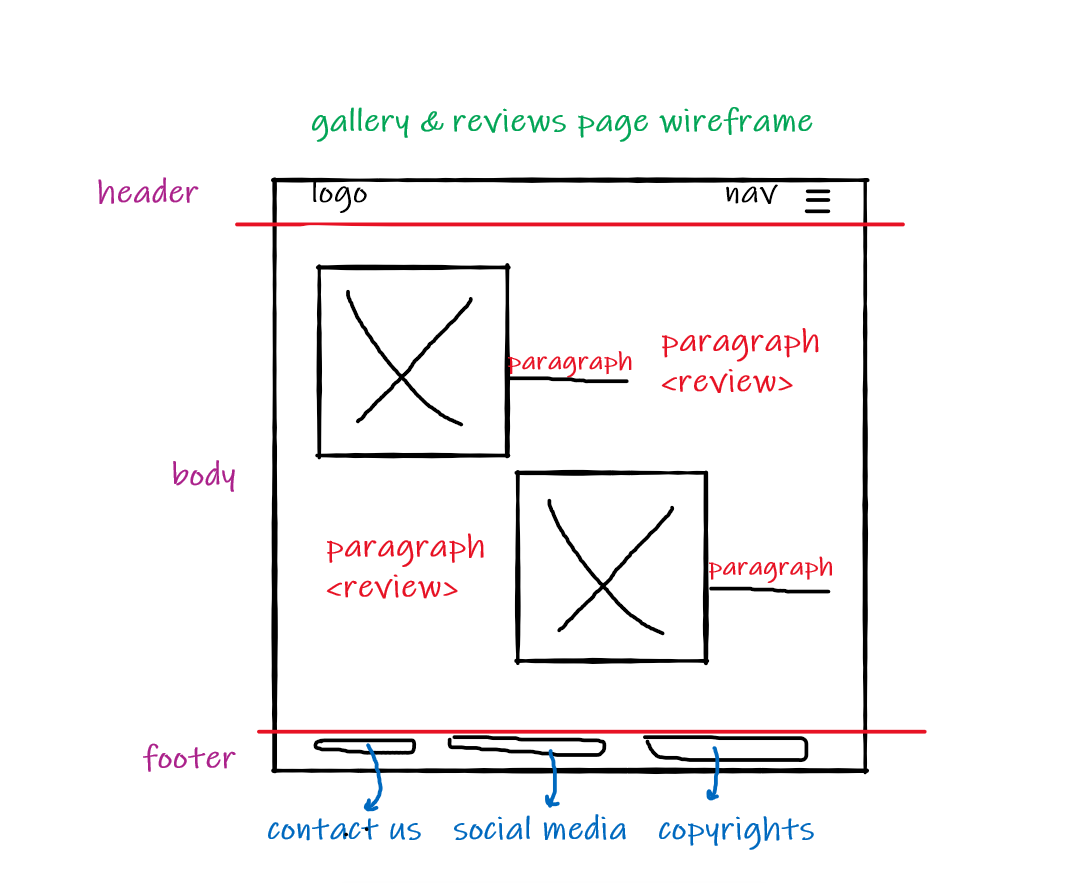 gallery & reviews page wireframe
header
logo
nav
paragraph
paragraph
<review>
body
paragraph
<review>
paragraph
footer
contact us
social media
copyrights